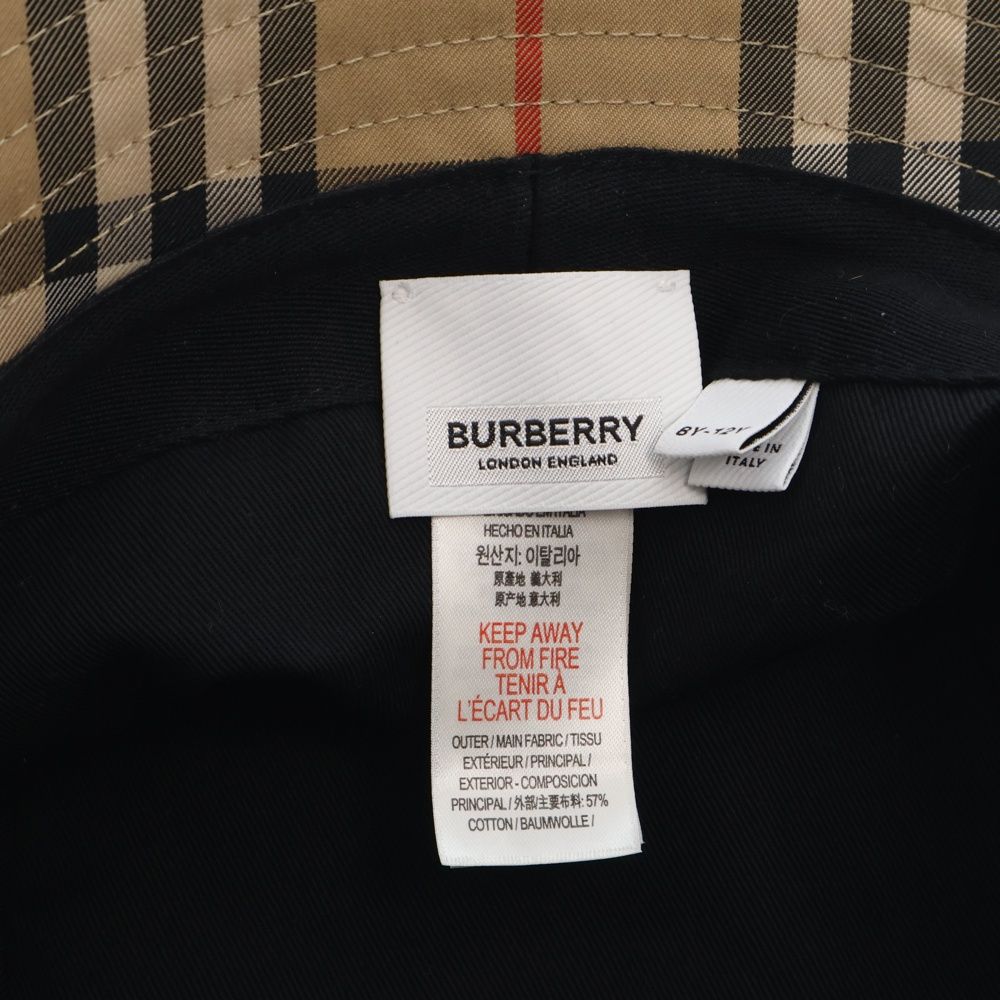 BURBERRY
LONDON ENGLAND
8Y-12Y
IN
ITALY
HECHO EN ITALIA
원산지: 이탈리아
原產地 義大利
原产地 意大利
KEEP AWAY
FROM FIRE
TENIR À
L'ÉCART DU FEU
OUTER / MAIN FABRIC / TISSU
EXTÉRIEUR / PRINCIPAL /
EXTERIOR - COMPOSICION
PRINCIPAL / 外部/主要布料: 57%
COTTON / BAUMWOLLE /